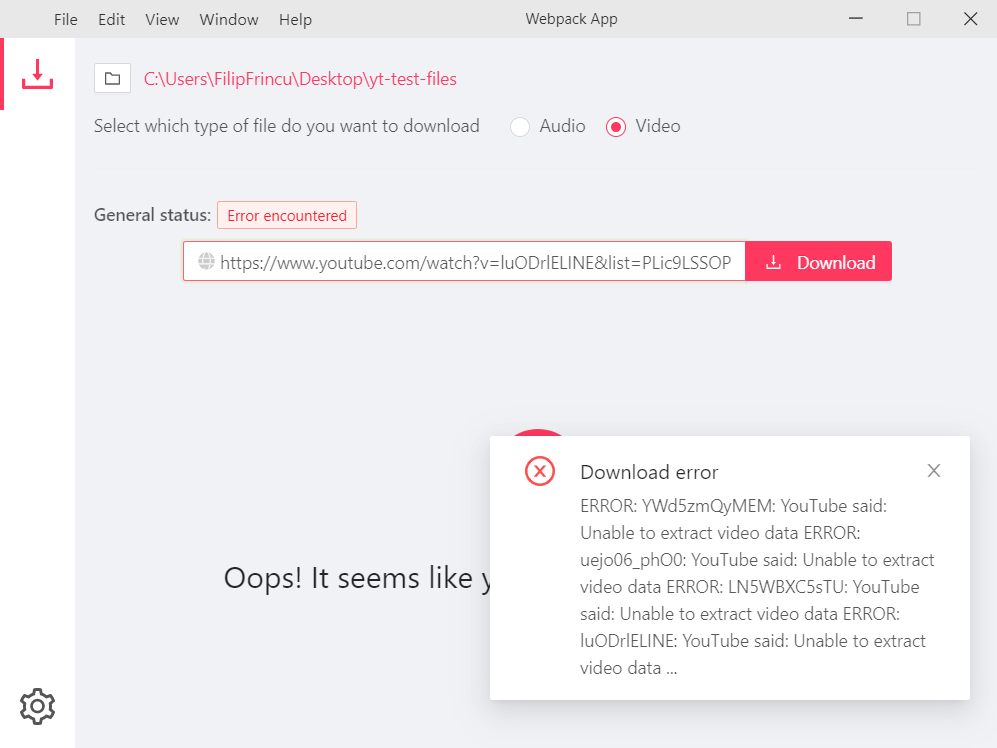 File Edit View Window Help Webpack App
C:\Users\FilipFrincu\Desktop\yt-test-files
Select which type of file do you want to download Audio Video
General status: Error encountered
https://www.youtube.com/watch?v=luODrlELINE&list=PLic9LSSOP Download
Oops! It seems like
Download error
ERROR: YWd5zmQyMEM: YouTube said:
Unable to extract video data ERROR:
uejo06_phO0: YouTube said: Unable to extract
video data ERROR: LN5WBXC5sTU: YouTube
said: Unable to extract video data ERROR:
luODrlELINE: YouTube said: Unable to extract
video data ...